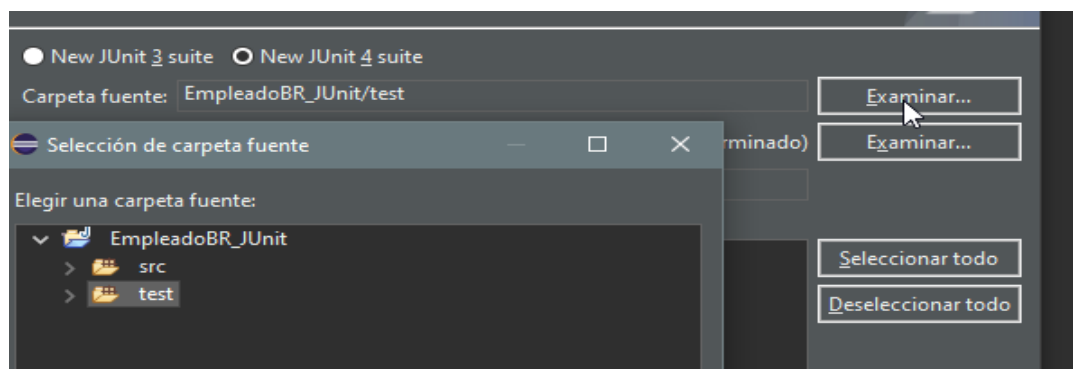 New JUnit 3 suite New JUnit 4 suite
Carpeta fuente: EmpleadoBR_JUnit/test Examinar...
Selección de carpeta fuente rminado) Examinar...
Elegir una carpeta fuente:
EmpleadoBR_JUnit
src Seleccionar todo
test Deseleccionar todo